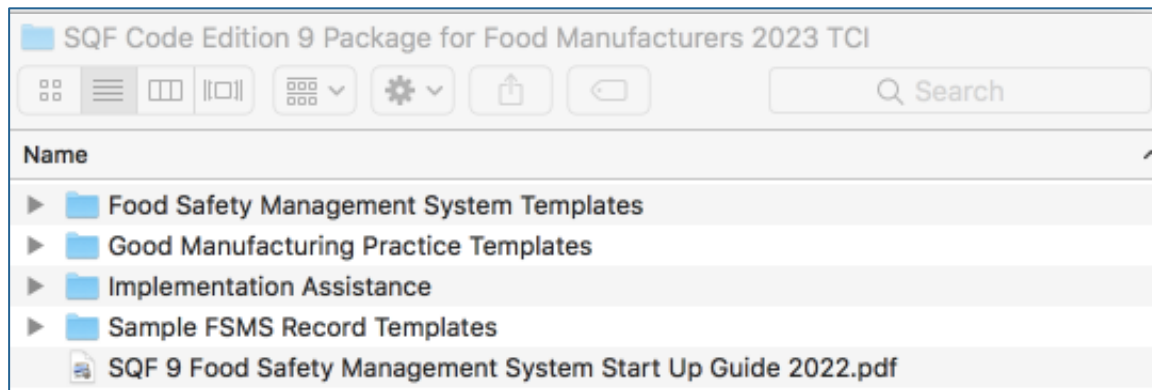 SQF Code Edition 9 Package for Food Manufacturers 2023 TCI
Search
Name
Food Safety Management System Templates
Good Manufacturing Practice Templates
Implementation Assistance
Sample FSMS Record Templates
SQF 9 Food Safety Management System Start Up Guide 2022.pdf